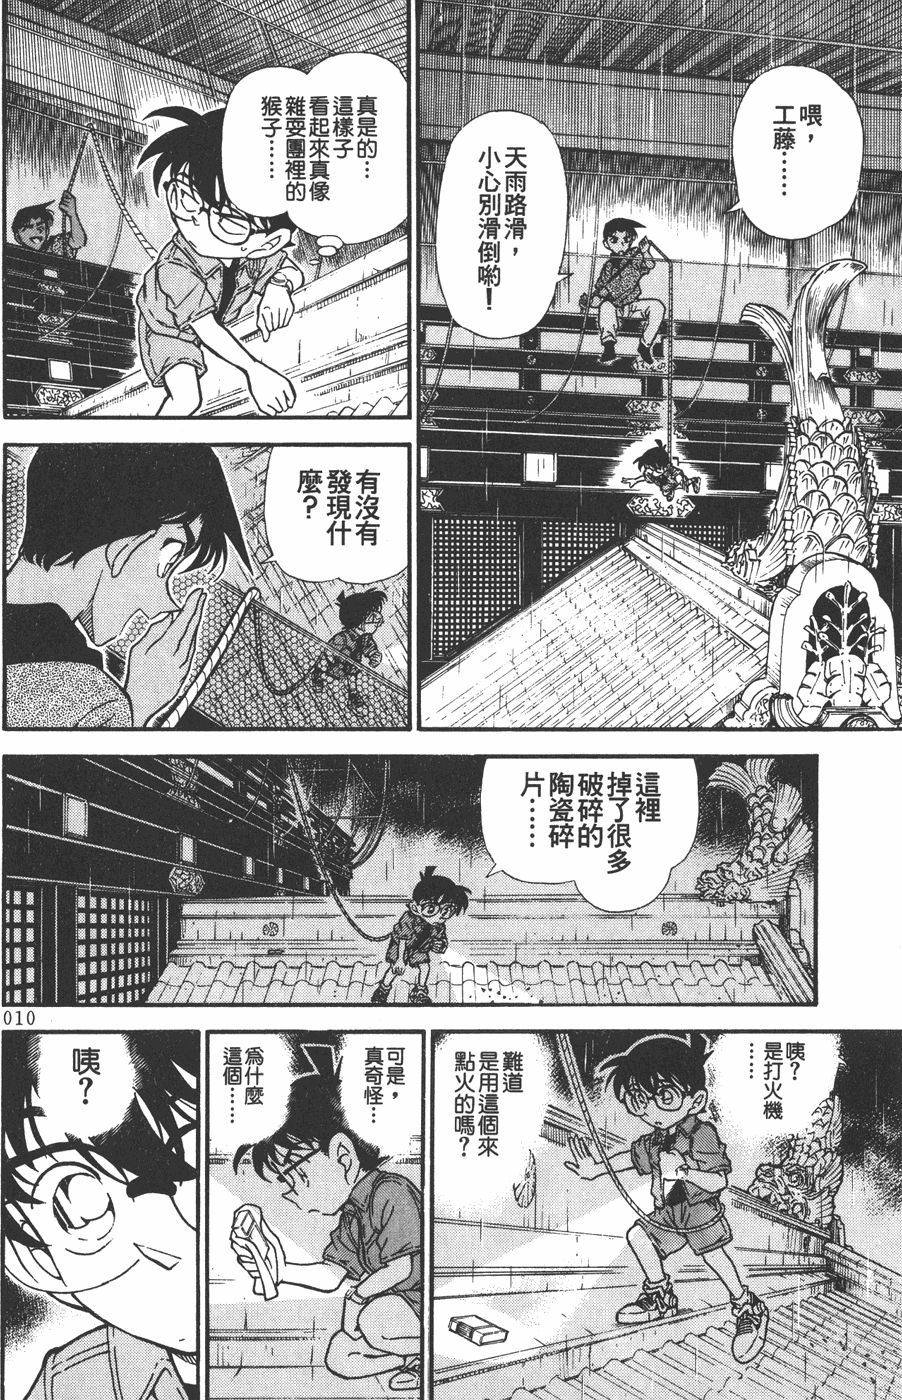 喂，
工藤……
天雨路滑，
小心別滑倒喲！
真是的…
這樣子
看起來真像
雜耍團裡的
猴子……
有沒有
發現什
麼？
這裡
掉了很多
破碎的
陶瓷碎
片……
010
咦？
是打火機
……
難道
是用這個來
點火的嗎？
可是，
真奇怪…
為什麼
這個……
咦？